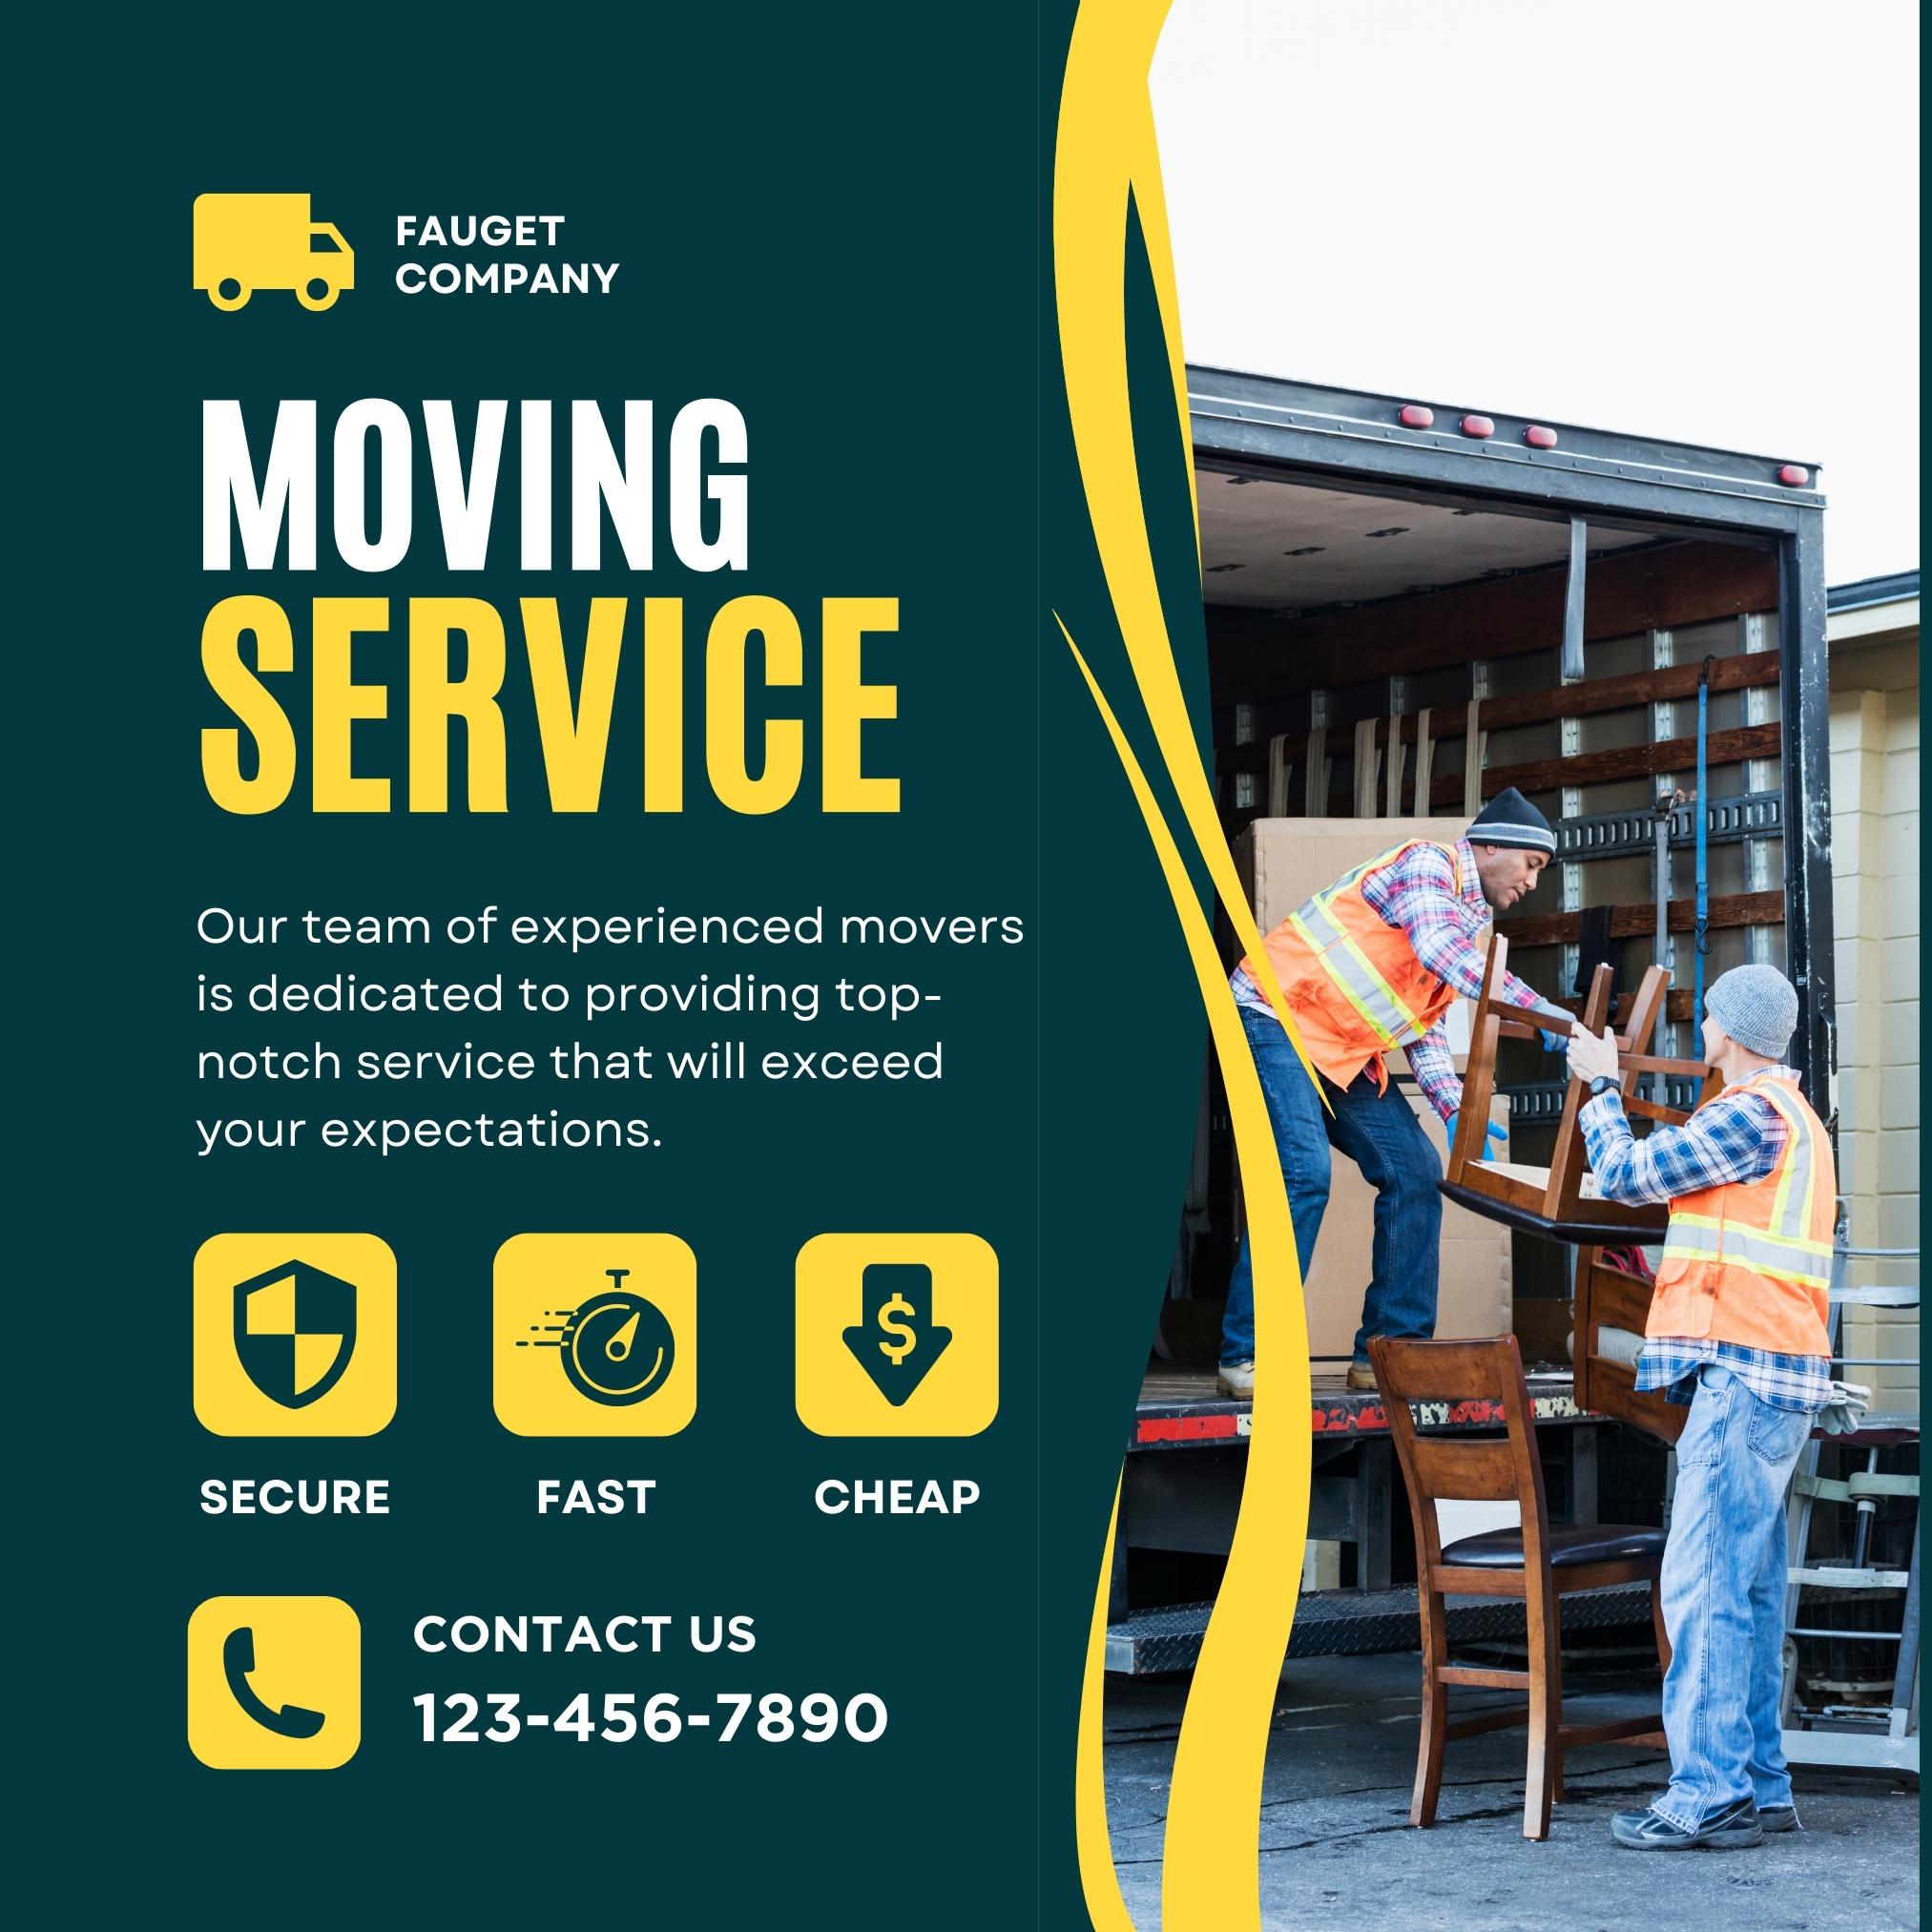 FAUGET
COMPANY
MOVING
SERVICE
Our team of experienced movers
is dedicated to providing top-
notch service that will exceed
your expectations.
$
SECURE
FAST
CHEAP
CONTACT US
123-456-7890